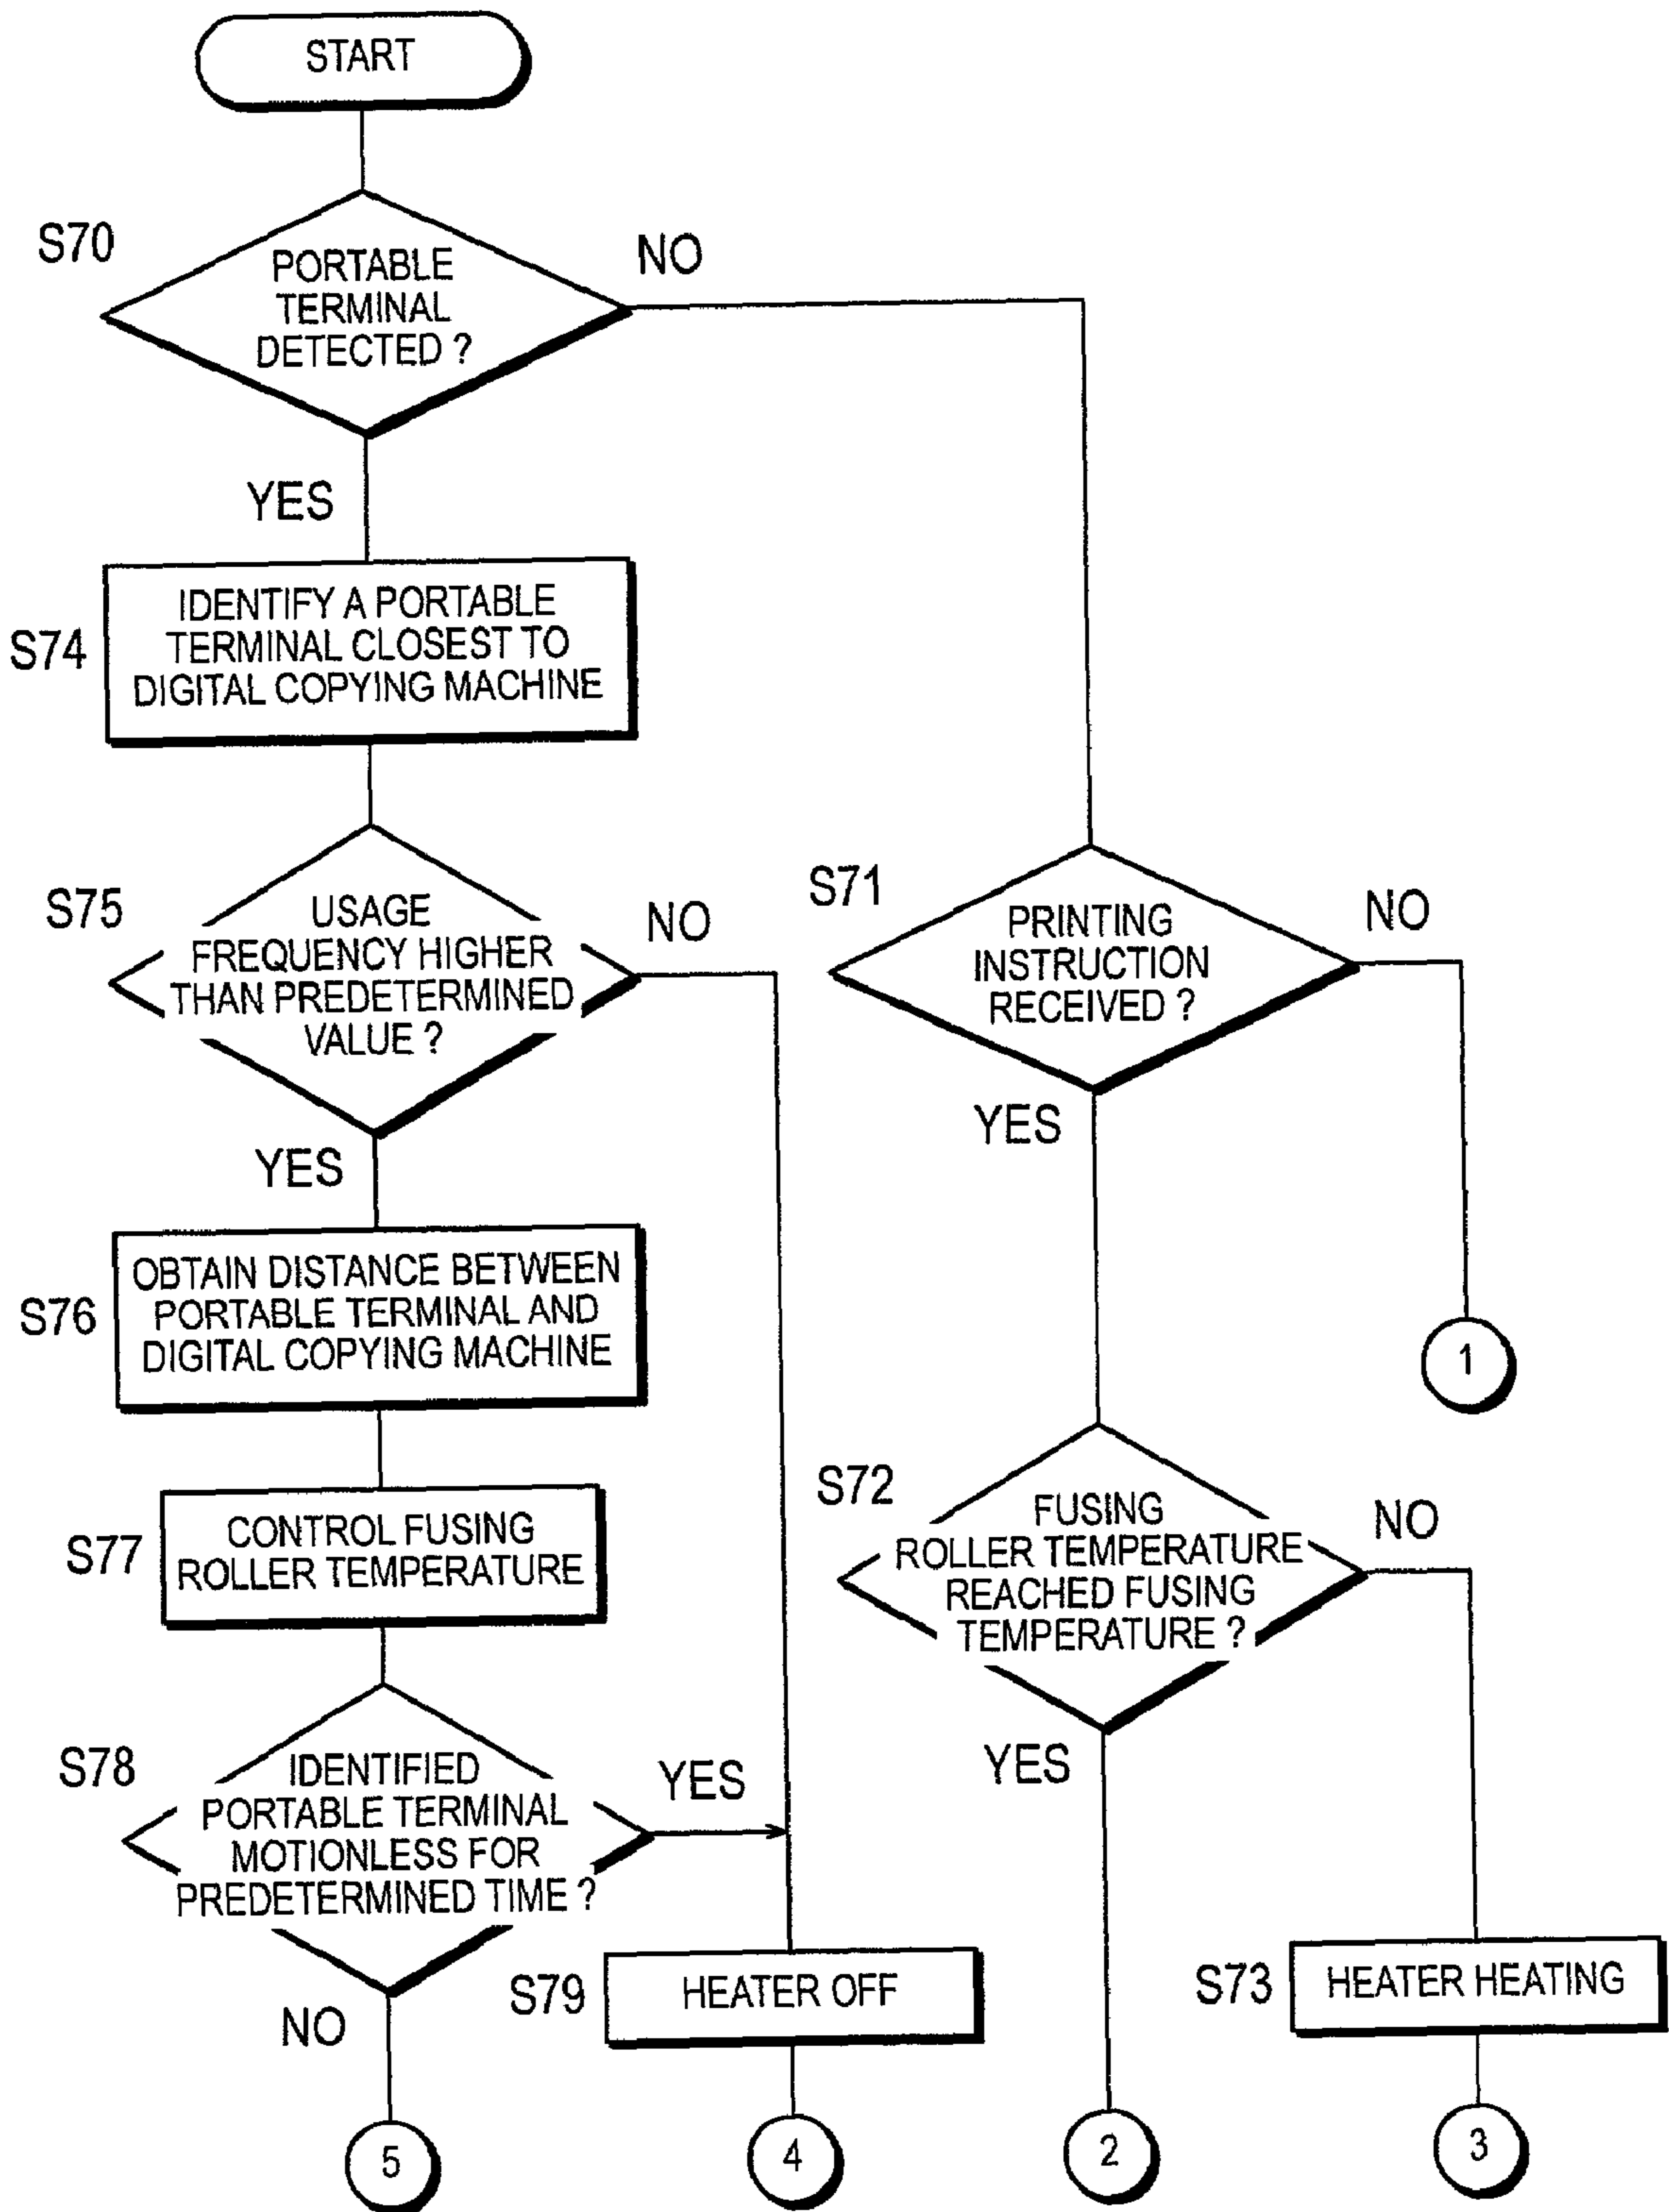 START
S70
PORTABLE
TERMINAL
DETECTED ?
NO
YES
S74
IDENTIFY A PORTABLE
TERMINAL CLOSEST TO
DIGITAL COPYING MACHINE
S75
USAGE
FREQUENCY HIGHER
THAN PREDETERMINED
VALUE ?
NO
YES
S71
PRINTING
INSTRUCTION
RECEIVED ?
NO
YES
1
S76
OBTAIN DISTANCE BETWEEN
PORTABLE TERMINAL AND
DIGITAL COPYING MACHINE
S77
CONTROL FUSING
ROLLER TEMPERATURE
S72
FUSING
ROLLER TEMPERATURE
REACHED FUSING
TEMPERATURE ?
NO
YES
S78
IDENTIFIED
PORTABLE TERMINAL
MOTIONLESS FOR
PREDETERMINED TIME ?
YES
NO
S79
HEATER OFF
S73
HEATER HEATING
5
4
2
3